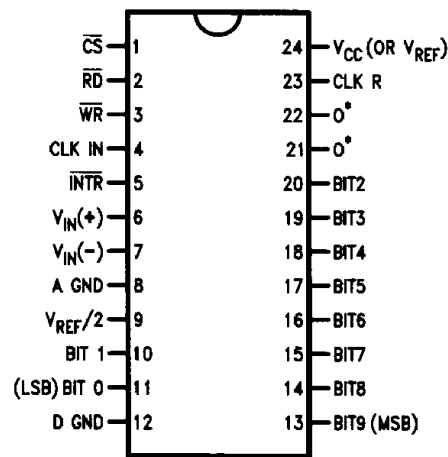 CS 1 24 VCC(OR VREF)
RD 2 23 CLK R
WR 3 22 O*
CLK IN 4 21 O*
INTR 5 20 BIT2
VIN(+) 6 19 BIT3
VIN(-) 7 18 BIT4
A GND 8 17 BIT5
VREF/2 9 16 BIT6
BIT 1 10 15 BIT7
(LSB) BIT 0 11 14 BIT8
D GND 12 13 BIT9 (MSB)